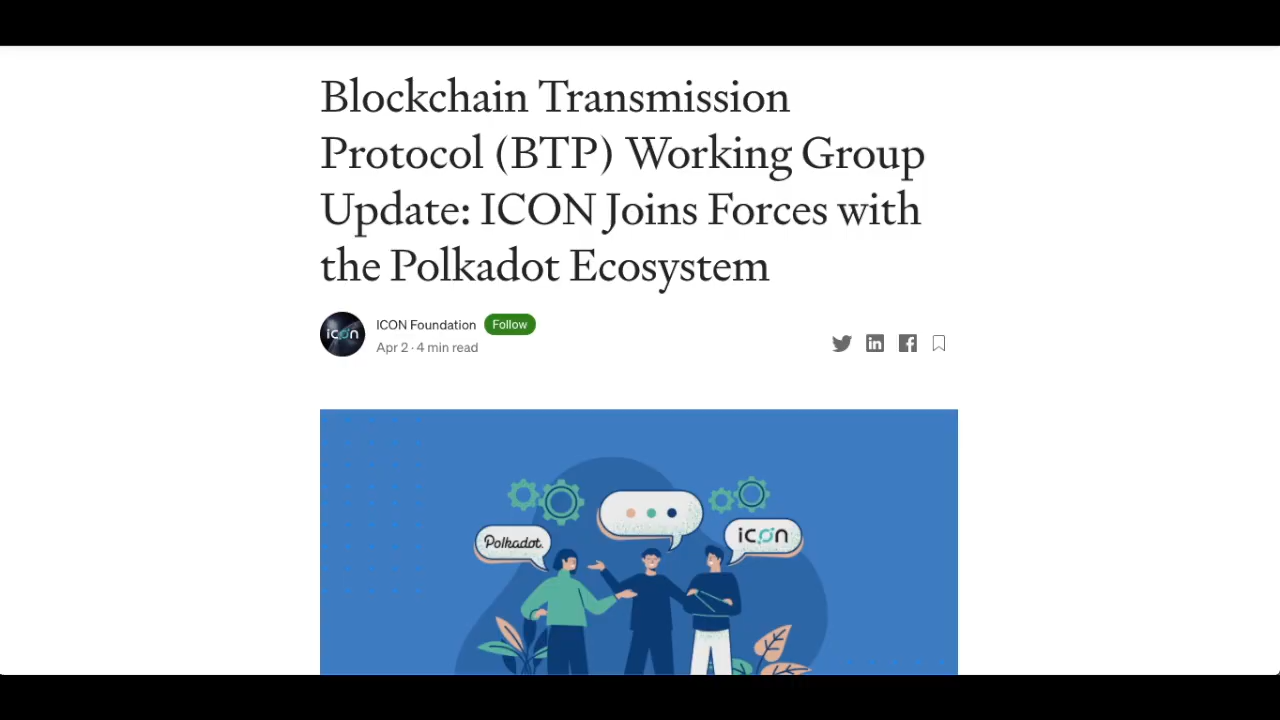 Blockchain Transmission
Protocol (BTP) Working Group
Update: ICON Joins Forces with
the Polkadot Ecosystem
icon
ICON Foundation Follow
Apr 2 · 4 min read
Polkadot.
icon